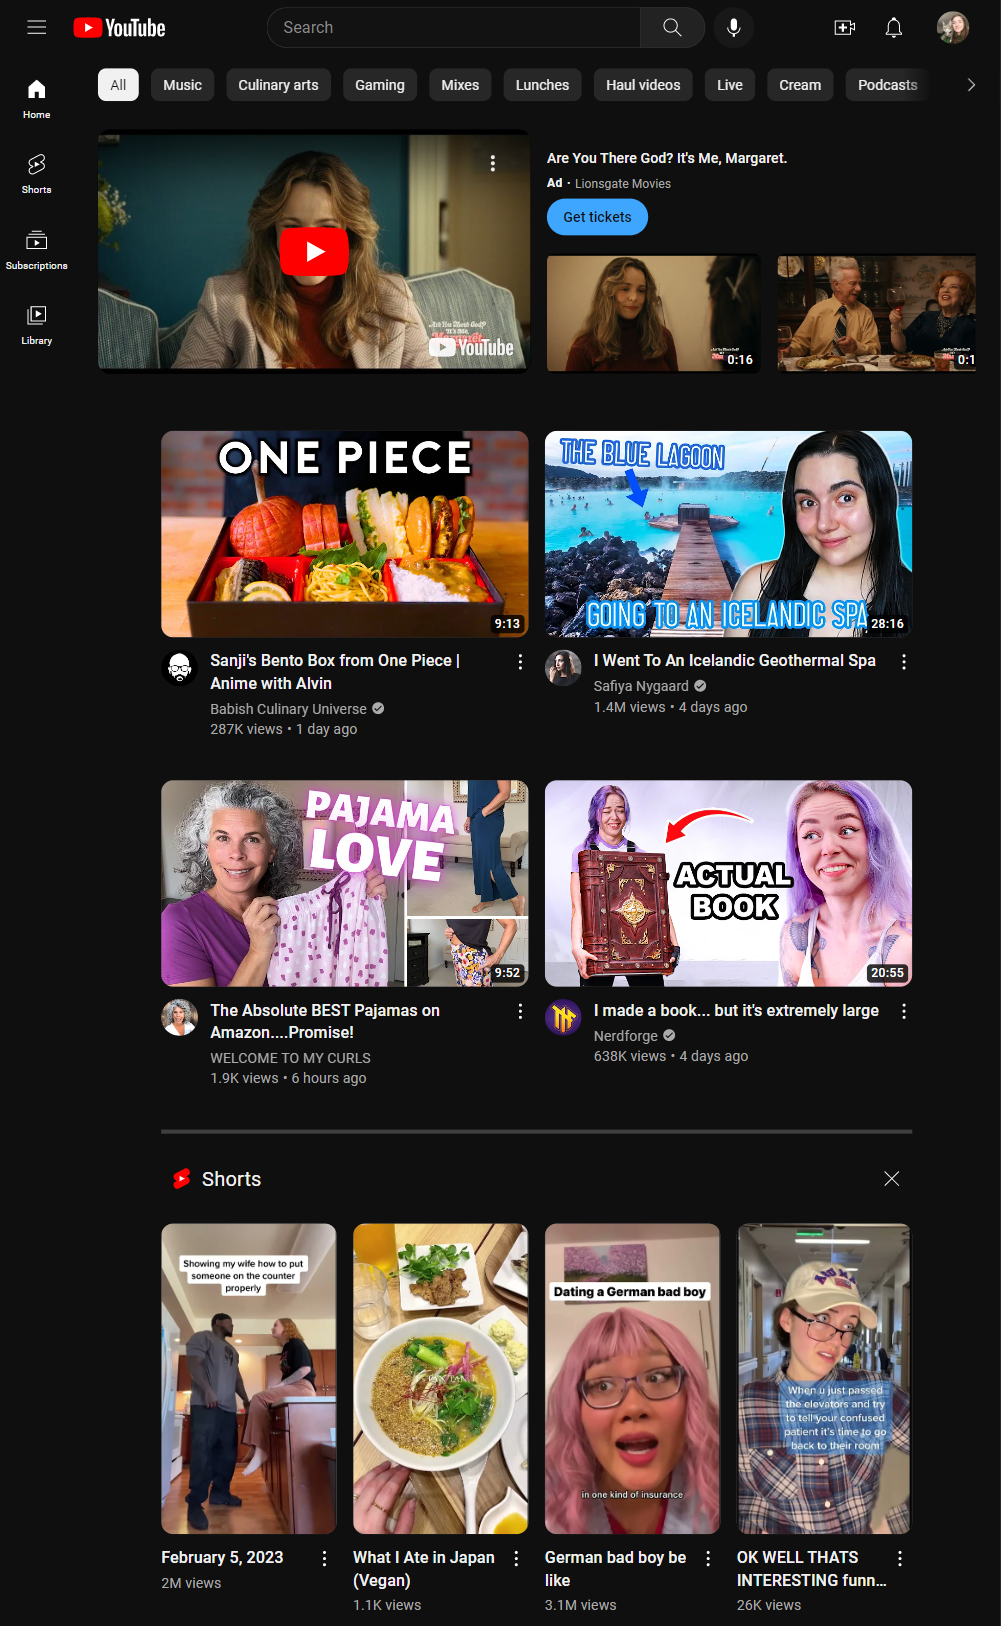 YouTube
Search
All
Music
Culinary arts
Gaming
Mixes
Lunches
Haul videos
Live
Cream
Podcasts
Home
Shorts
Subscriptions
Library
Are You There God?
It's Me,
Margaret.
YouTube
Are You There God? It's Me, Margaret.
Ad · Lionsgate Movies
Get tickets
0:16
0:1
ONE PIECE
9:13
THE BLUE LAGOON
GOING TO AN ICELANDIC SPA
28:16
Sanji's Bento Box from One Piece |
Anime with Alvin
Babish Culinary Universe
287K views • 1 day ago
I Went To An Icelandic Geothermal Spa
Safiya Nygaard
1.4M views • 4 days ago
PAJAMA
LOVE
9:52
ACTUAL
BOOK
20:55
The Absolute BEST Pajamas on
Amazon....Promise!
WELCOME TO MY CURLS
1.9K views • 6 hours ago
I made a book... but it's extremely large
Nerdforge
638K views • 4 days ago
Shorts
Showing my wife how to put
someone on the counter
properly
Dating a German bad boy
in one kind of insurance
When u just passed
the elevators and try
to tell your confused
patient it's time to go
back to their room
February 5, 2023
2M views
What I Ate in Japan
(Vegan)
1.1K views
German bad boy be
like
3.1M views
OK WELL THATS
INTERESTING funn...
26K views